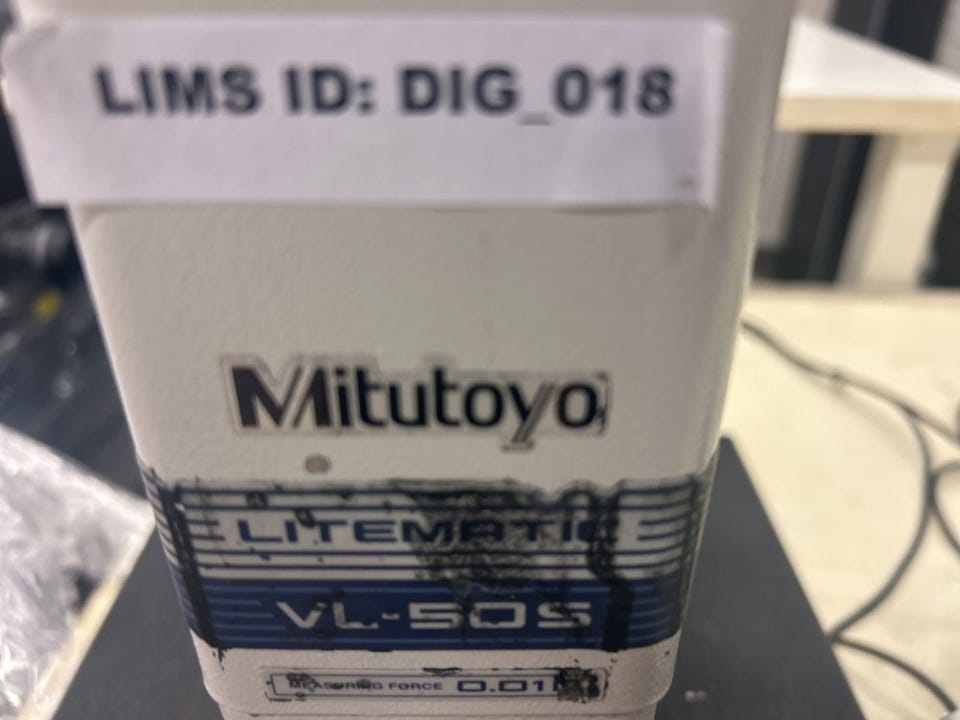 LIMS ID: DIG_018
Mitutoyo
LITEMATIC
VL-50S
MEASURING FORCE 0.01